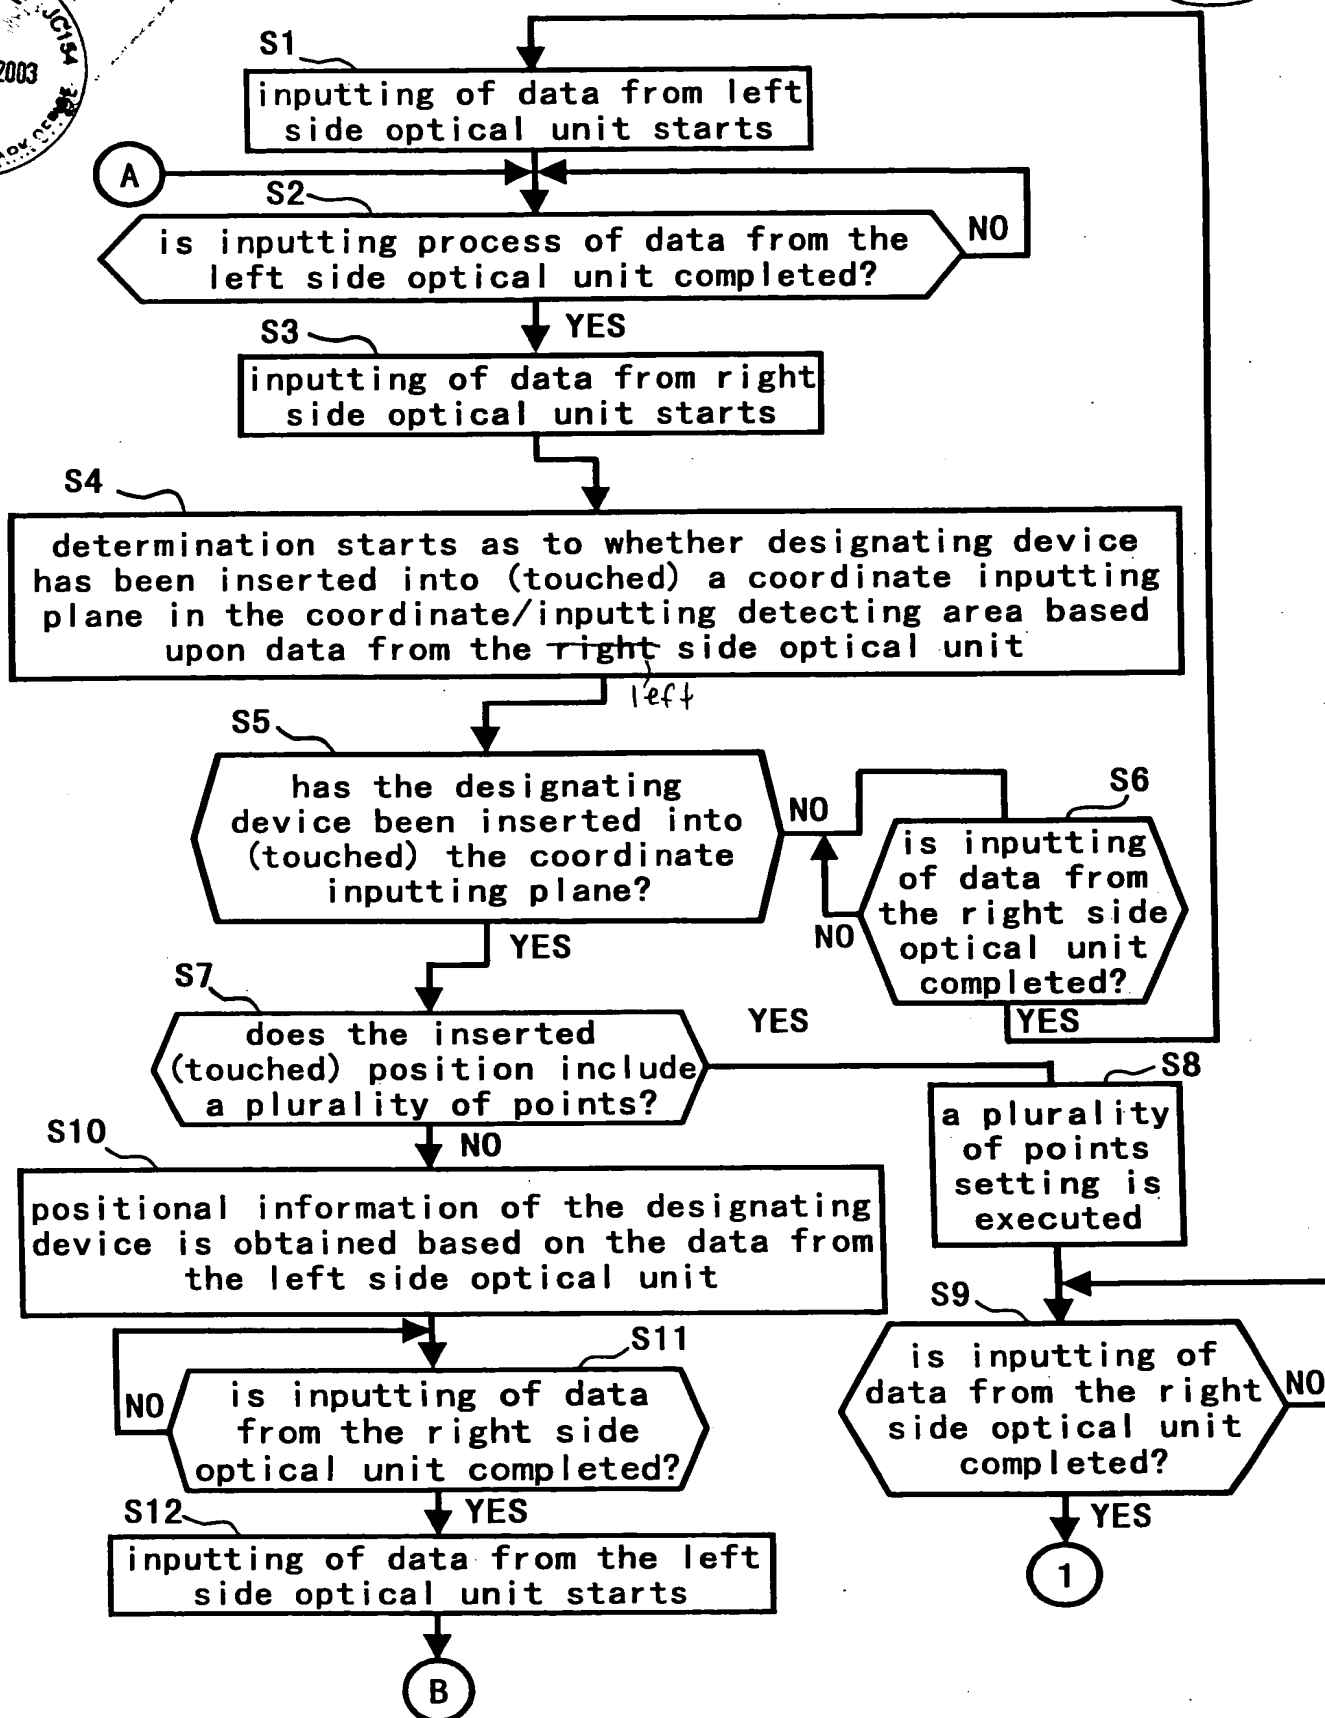 JC154
2003
S1
inputting of data from left
side optical unit starts
A
S2
is inputting process of data from the
left side optical unit completed?
NO
YES
S3
inputting of data from right
side optical unit starts
S4
determination starts as to whether designating device
has been inserted into (touched) a coordinate inputting
plane in the coordinate/inputting detecting area based
upon data from the right side optical unit
left
S5
has the designating
device been inserted into
(touched) the coordinate
inputting plane?
NO
S6
is inputting
of data from
the right side
optical unit
completed?
NO
YES
YES
S7
does the inserted
(touched) position include
a plurality of points?
YES
S8
a plurality
of points
setting is
executed
NO
S10
positional information of the designating
device is obtained based on the data from
the left side optical unit
S9
is inputting of
data from the right
side optical unit
completed?
NO
YES
1
S11
is inputting of data
from the right side
optical unit completed?
NO
YES
S12
inputting of data from the left
side optical unit starts
B